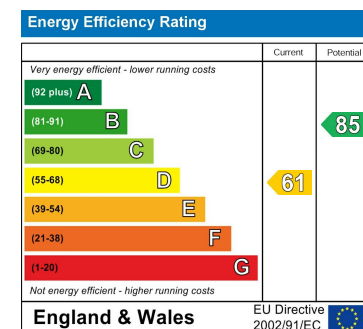 Energy Efficiency Rating
Current Potential
Very energy efficient - lower running costs
(92 plus) A
(81-91) B
85
(69-80) C
(55-68) D
61
(39-54) E
(21-38) F
(1-20) G
Not energy efficient - higher running costs
England & Wales
EU Directive
2002/91/EC